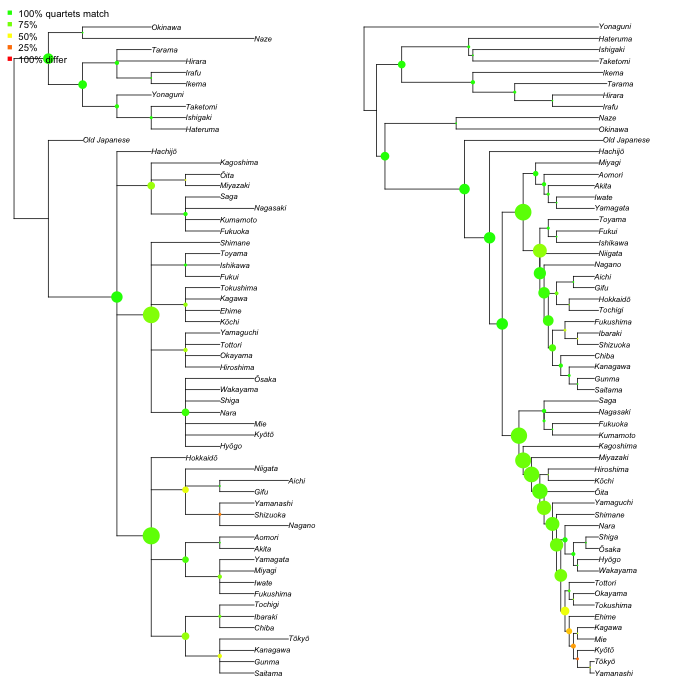 100% quartets match
75%
50%
25%
100% differ
Okinawa
Naze
Tarama
Hirara
Irafu
Ikema
Yonaguni
Taketomi
Ishigaki
Hateruma
Old Japanese
Hachijō
Kagoshima
Ōita
Miyazaki
Saga
Nagasaki
Kumamoto
Fukuoka
Shimane
Toyama
Ishikawa
Fukui
Tokushima
Kagawa
Ehime
Kōchi
Yamaguchi
Tottori
Okayama
Hiroshima
Ōsaka
Wakayama
Shiga
Nara
Mie
Kyōtō
Hyōgo
Hokkaidō
Niigata
Aichi
Gifu
Yamanashi
Shizuoka
Nagano
Aomori
Akita
Yamagata
Miyagi
Iwate
Fukushima
Tochigi
Ibaraki
Chiba
Tōkyō
Kanagawa
Gunma
Saitama
Yonaguni
Hateruma
Ishigaki
Taketomi
Ikema
Tarama
Hirara
Irafu
Naze
Okinawa
Old Japanese
Hachijō
Miyagi
Aomori
Akita
Iwate
Yamagata
Toyama
Fukui
Ishikawa
Niigata
Nagano
Aichi
Gifu
Hokkaidō
Tochigi
Fukushima
Ibaraki
Shizuoka
Chiba
Kanagawa
Gunma
Saitama
Saga
Nagasaki
Fukuoka
Kumamoto
Kagoshima
Miyazaki
Hiroshima
Kōchi
Ōita
Yamaguchi
Shimane
Nara
Shiga
Ōsaka
Hyōgo
Wakayama
Tottori
Okayama
Tokushima
Ehime
Kagawa
Mie
Kyōtō
Tōkyō
Yamanashi